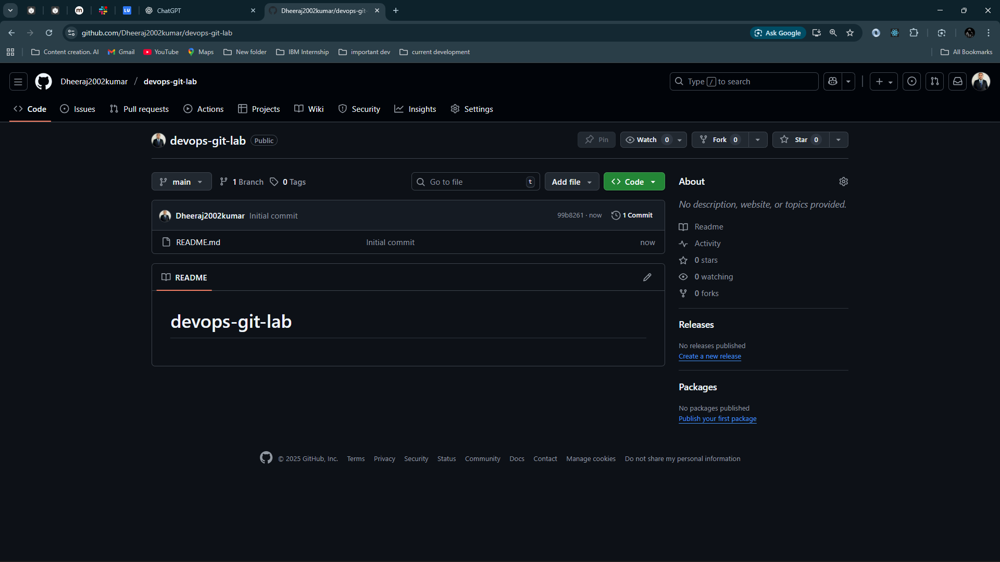 LU ChatGPT Dheeraj2002kumar/devops-git-
github.com/Dheeraj2002kumar/devops-git-lab Ask Google
Content creation. AI Gmail YouTube Maps New folder IBM Internship important dev current development All Bookmarks
Dheeraj2002kumar / devops-git-lab Type / to search
Code Issues Pull requests Actions Projects Wiki Security Insights Settings
devops-git-lab Public Pin Watch 0 Fork 0 Star 0
main 1 Branch 0 Tags Go to file t Add file Code
About
No description, website, or topics provided.
Dheeraj2002kumar Initial commit 99b8261 · now 1 Commit
README.md Initial commit now
Readme
Activity
0 stars
0 watching
0 forks
README
devops-git-lab
Releases
No releases published
Create a new release
Packages
No packages published
Publish your first package
© 2025 GitHub, Inc. Terms Privacy Security Status Community Docs Contact Manage cookies Do not share my personal information